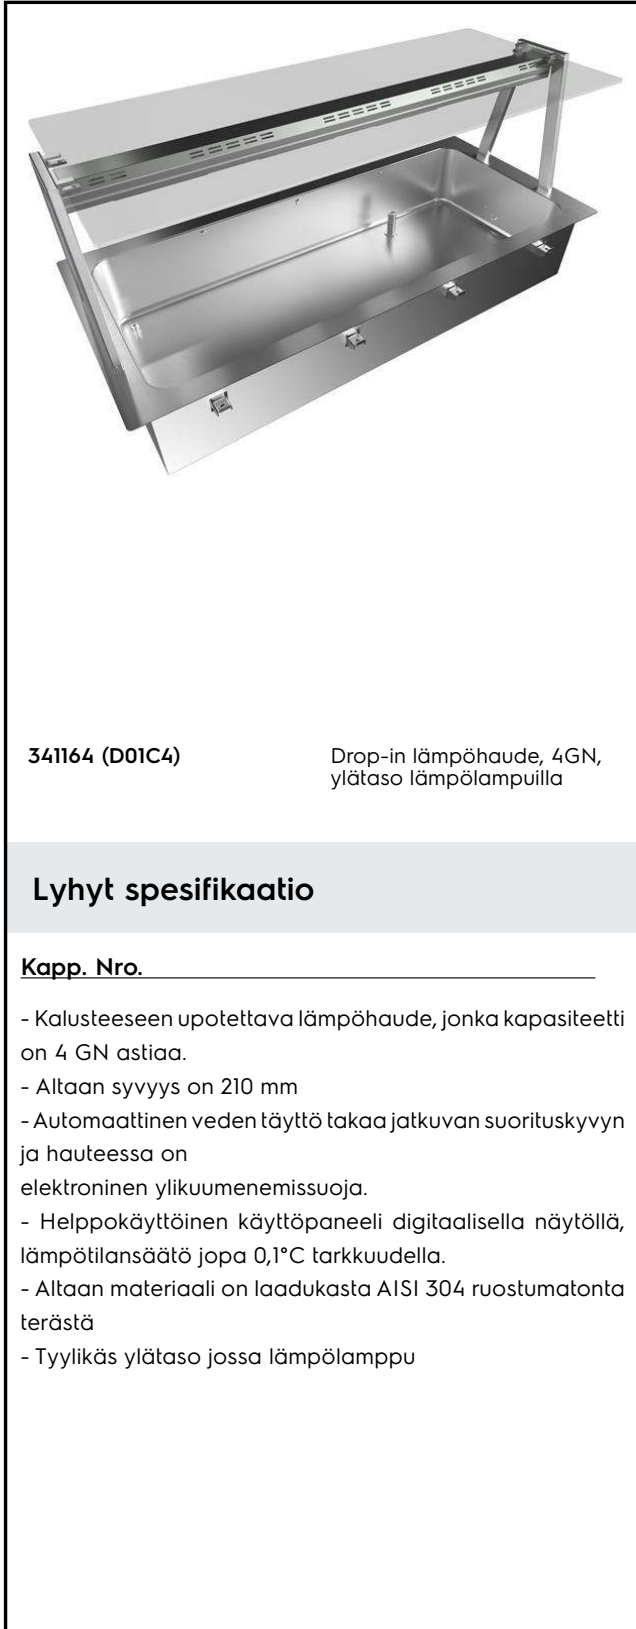 341164 (D01C4)
Drop-in lämpöhaude, 4GN,
ylätaso lämpölampuilla
Lyhyt spesifikaatio
Kapp. Nro.
- Kalusteeseen upotettava lämpöhaude, jonka kapasiteetti
on 4 GN astiaa.
- Altaan syvyys on 210 mm
- Automaattinen veden täyttö takaa jatkuvan suorituskyvyn
ja hauteessa on
elektroninen ylikuumenemissuoja.
- Helppokäyttöinen käyttöpaneeli digitaalisella näytöllä,
lämpötilansäätö jopa 0,1°C tarkkuudella.
- Altaan materiaali on laadukasta AISI 304 ruostumatonta
terästä
- Tyylikäs ylätaso jossa lämpölamppu